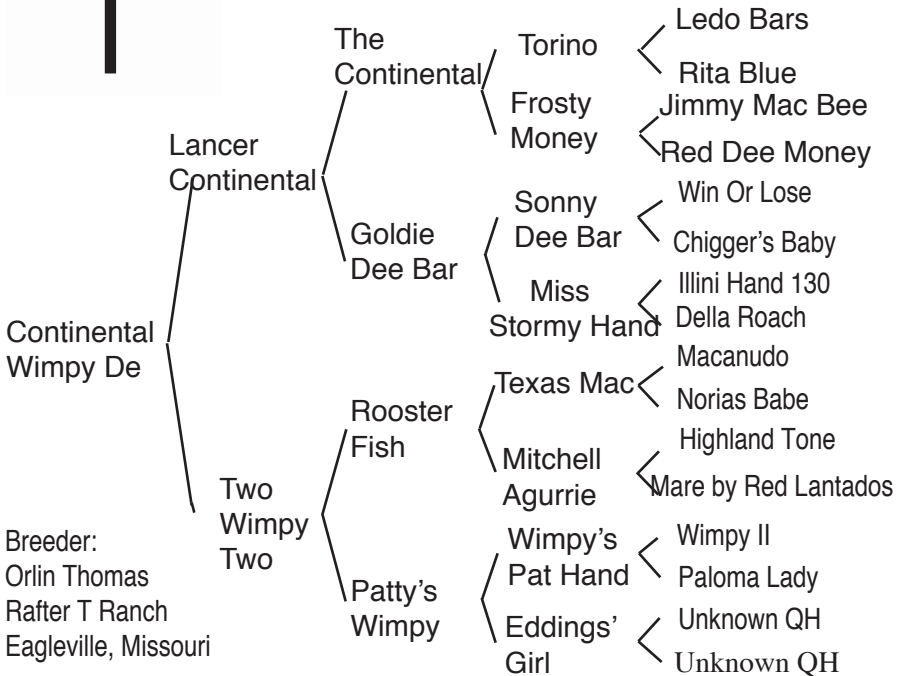 The
Continental
Torino
Ledo Bars
Rita Blue
Frosty
Money
Jimmy Mac Bee
Red Dee Money
Lancer
Continental
Goldie
Dee Bar
Sonny
Dee Bar
Win Or Lose
Chigger's Baby
Miss
Stormy Hand
Illini Hand 130
Della Roach
Continental
Wimpy De
Rooster
Fish
Texas Mac
Macanudo
Norias Babe
Mitchell
Agurrie
Highland Tone
Mare by Red Lantados
Two
Wimpy
Two
Patty's
Wimpy
Wimpy's
Pat Hand
Wimpy II
Paloma Lady
Eddings'
Girl
Unknown QH
Unknown QH
Breeder:
Orlin Thomas
Rafter T Ranch
Eagleville, Missouri